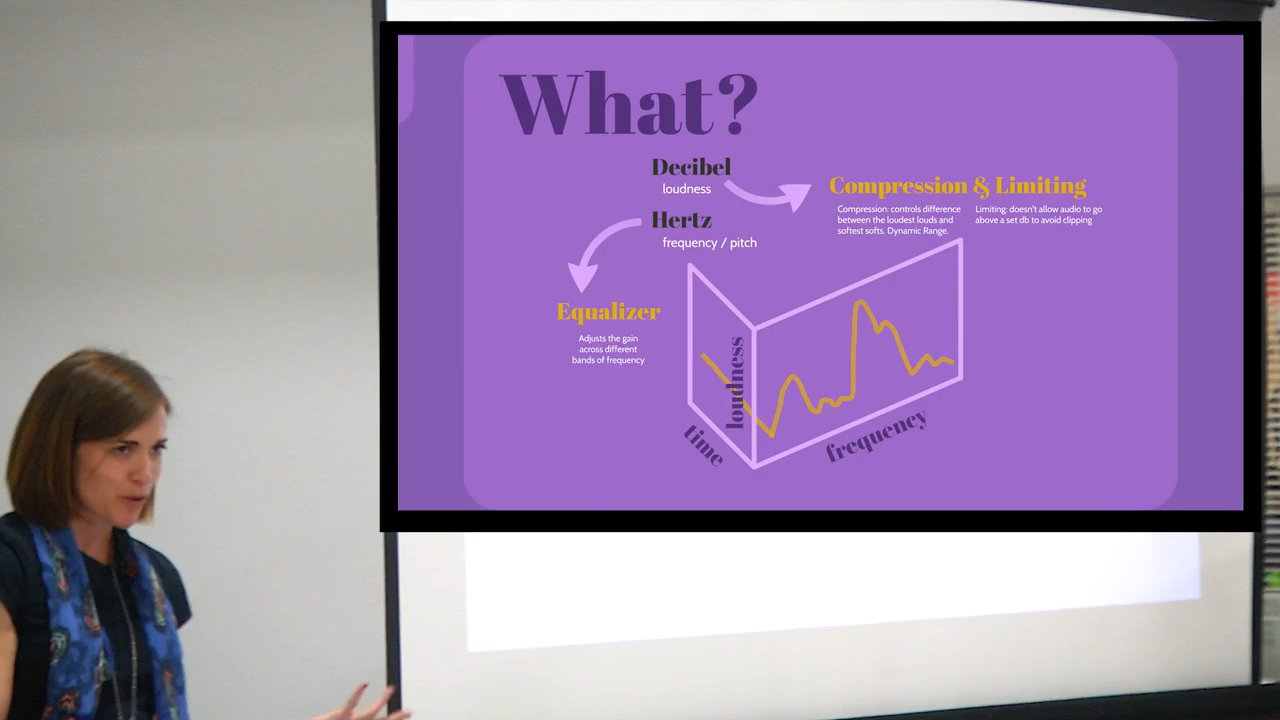 What?
Decibel
loudness
Hertz
frequency / pitch
Compression & Limiting
Compression: controls difference
between the loudest louds and
softest softs. Dynamic Range.
Limiting: doesn't allow audio to go
above a set db to avoid clipping
Equalizer
Adjusts the gain
across different
bands of frequency
loudness
time
frequency